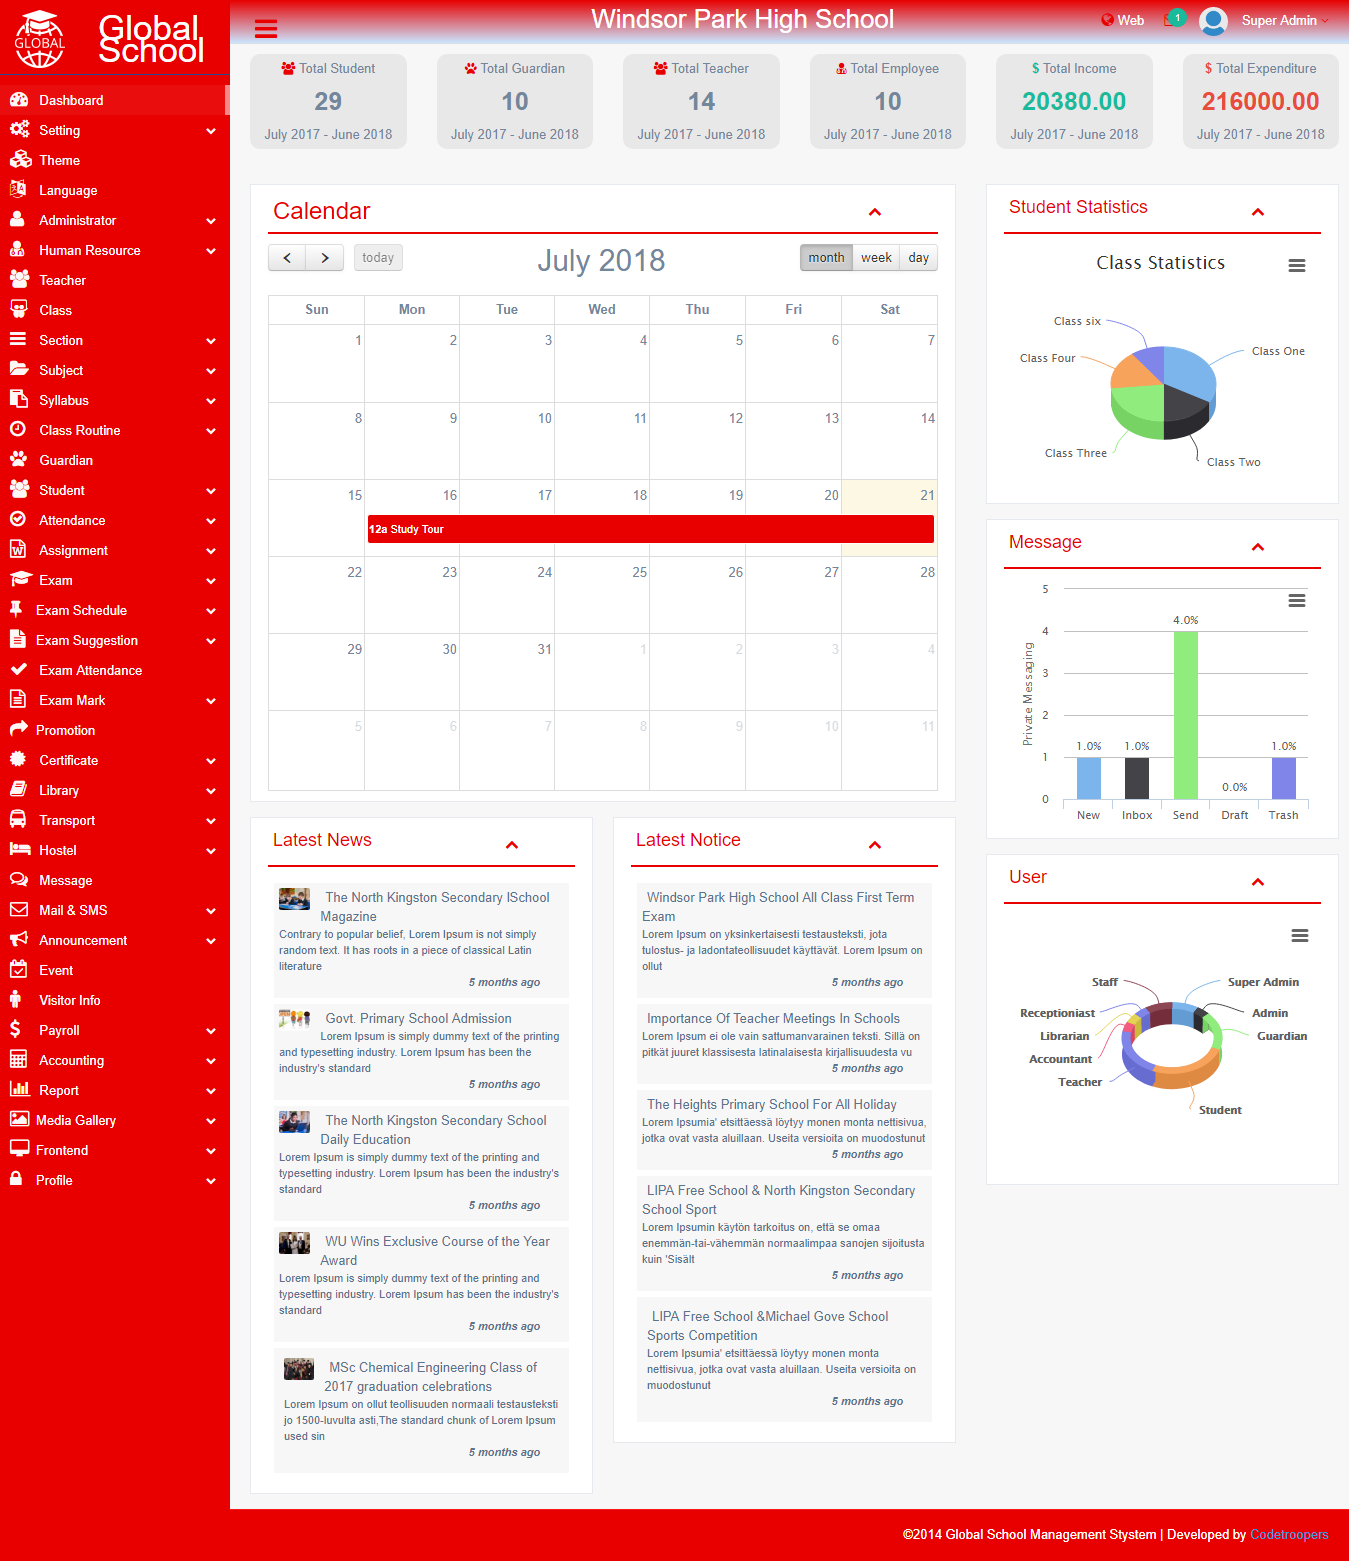 GLOBAL
Global
School
Windsor Park High School
Web
1
Super Admin
Dashboard
Setting
Theme
Language
Administrator
Human Resource
Teacher
Class
Section
Subject
Syllabus
Class Routine
Guardian
Student
Attendance
Assignment
Exam
Exam Schedule
Exam Suggestion
Exam Attendance
Exam Mark
Promotion
Certificate
Library
Transport
Hostel
Message
Mail & SMS
Announcement
Event
Visitor Info
Payroll
Accounting
Report
Media Gallery
Frontend
Profile
Total Student
29
July 2017 - June 2018
Total Guardian
10
July 2017 - June 2018
Total Teacher
14
July 2017 - June 2018
Total Employee
10
July 2017 - June 2018
$ Total Income
20380.00
July 2017 - June 2018
$ Total Expenditure
216000.00
July 2017 - June 2018
Calendar
today
July 2018
month week day
Sun Mon Tue Wed Thu Fri Sat
1 2 3 4 5 6 7
8 9 10 11 12 13 14
15 16 17 18 19 20 21
12a Study Tour
22 23 24 25 26 27 28
29 30 31 1 2 3 4
5 6 7 8 9 10 11
Student Statistics
Class Statistics
Class six
Class One
Class Four
Class Three
Class Two
Message
Private Messaging
5
4
3
2
1
0
1.0% 1.0% 4.0% 0.0% 1.0%
New Inbox Send Draft Trash
User
Staff
Super Admin
Receptioniast
Admin
Librarian
Guardian
Accountant
Teacher
Student
Latest News
The North Kingston Secondary ISchool
Magazine
Contrary to popular belief, Lorem Ipsum is not simply
random text. It has roots in a piece of classical Latin
literature
5 months ago
Govt. Primary School Admission
Lorem Ipsum is simply dummy text of the printing
and typesetting industry. Lorem Ipsum has been the
industry's standard
5 months ago
The North Kingston Secondary School
Daily Education
Lorem Ipsum is simply dummy text of the printing and
typesetting industry. Lorem Ipsum has been the industry's
standard
5 months ago
WU Wins Exclusive Course of the Year
Award
Lorem Ipsum is simply dummy text of the printing and
typesetting industry. Lorem Ipsum has been the industry's
standard
5 months ago
MSc Chemical Engineering Class of
2017 graduation celebrations
Lorem Ipsum on ollut teollisuuden normaali testausteksti
jo 1500-luvulta asti,The standard chunk of Lorem Ipsum
used sin
5 months ago
Latest Notice
Windsor Park High School All Class First Term
Exam
Lorem Ipsum on yksinkertaisesti testausteksti, jota
tulostus- ja ladontateollisuudet käyttävät. Lorem Ipsum on
ollut
5 months ago
Importance Of Teacher Meetings In Schools
Lorem Ipsum ei ole vain sattumanvarainen teksti. Sillä on
pitkät juuret klassisesta latinalaisesta kirjallisuudesta vu
5 months ago
The Heights Primary School For All Holiday
Lorem Ipsumia' etsittäessä löytyy monen monta nettisivua,
jotka ovat vasta aluillaan. Useita versioita on muodostunut
5 months ago
LIPA Free School & North Kingston Secondary
School Sport
Lorem Ipsumin käytön tarkoitus on, että se omaa
enemmän-tai-vähemmän normaalimpaa sanojen sijoitusta
kuin 'Sisält
5 months ago
LIPA Free School &Michael Gove School
Sports Competition
Lorem Ipsumia' etsittäessä löytyy monen monta
nettisivua, jotka ovat vasta aluillaan. Useita versioita on
muodostunut
5 months ago
©2014 Global School Management Stystem | Developed by Codetroopers